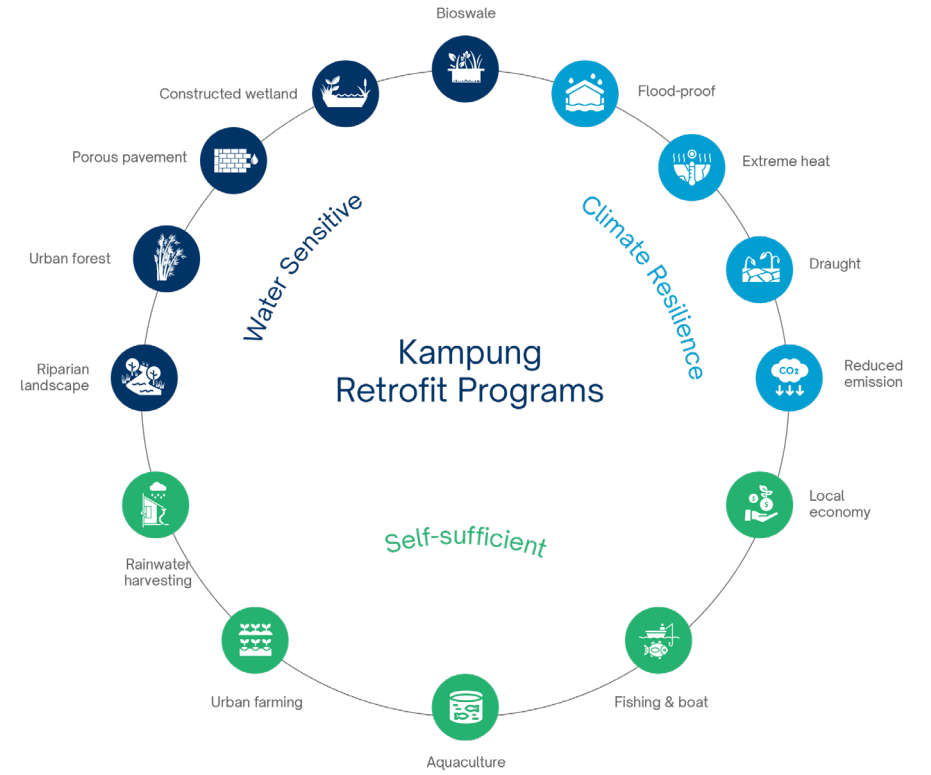 Bioswale
Constructed wetland
Flood-proof
Porous pavement
Extreme heat
Water Sensitive
Climate Resilience
Urban forest
Draught
Kampung
Retrofit Programs
Riparian
landscape
Reduced
emission
CO₂
Local
economy
$
$
Self-sufficient
Rainwater
harvesting
Urban farming
Fishing & boat
Aquaculture